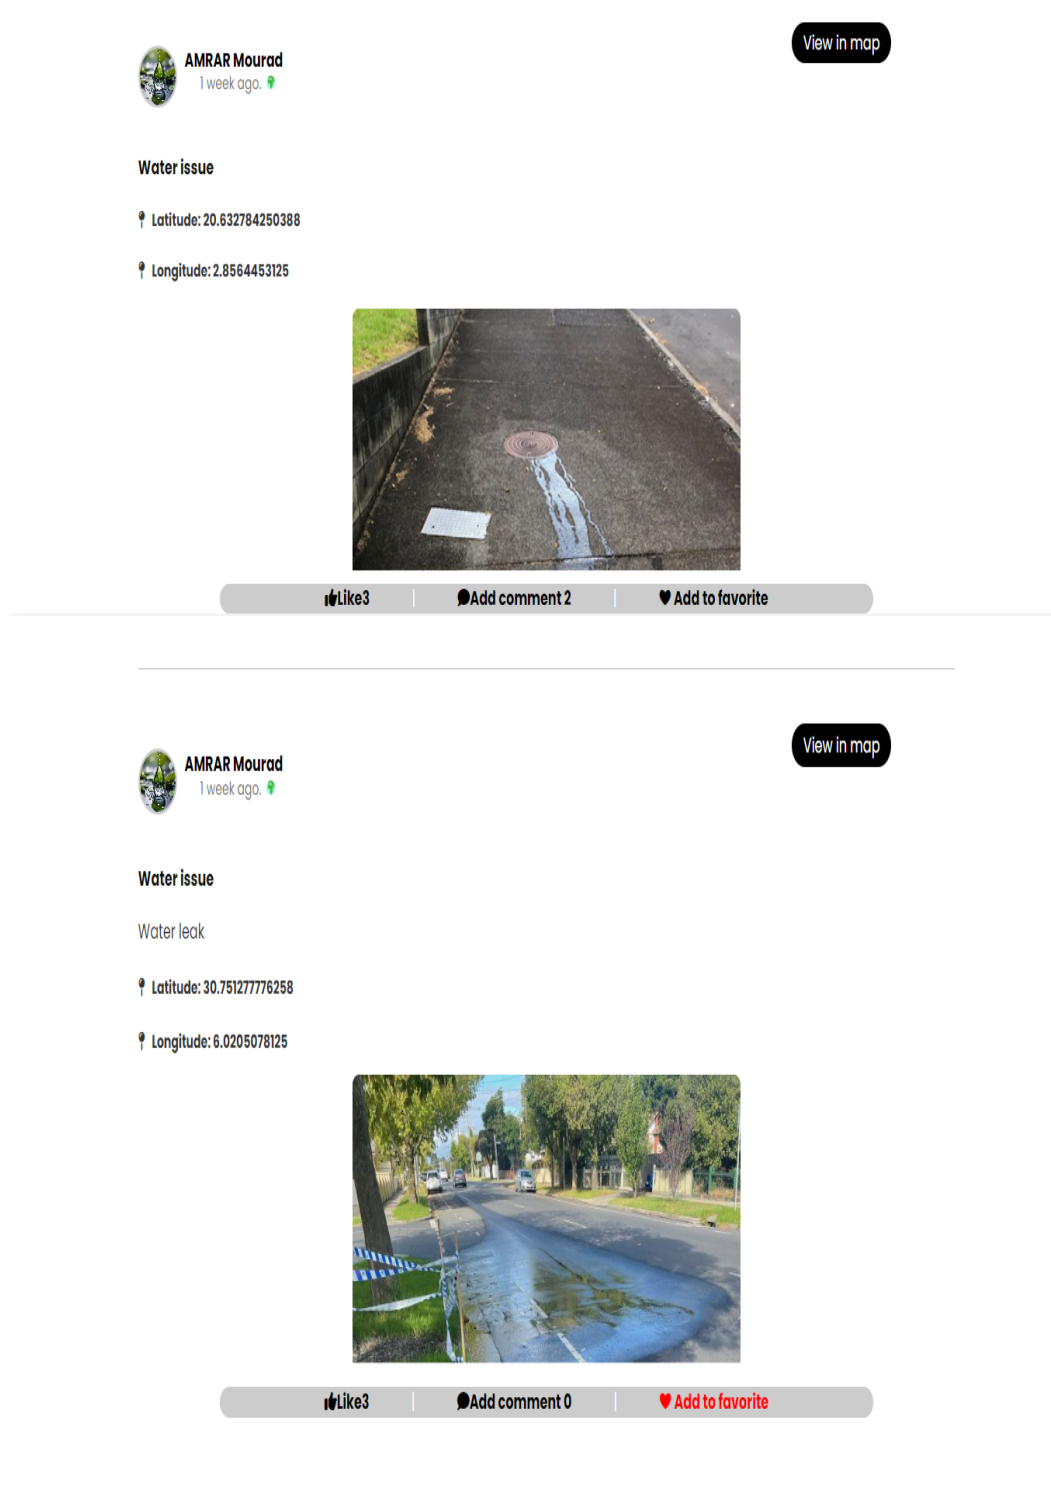 View in map
AMRAR Mourad
1 week ago.
Water issue
Latitude: 20.632784250388
Longitude: 2.8564453125
Like3
Add comment 2
Add to favorite
View in map
AMRAR Mourad
1 week ago.
Water issue
Water leak
Latitude: 30.751277776258
Longitude: 6.0205078125
Like3
Add comment 0
Add to favorite